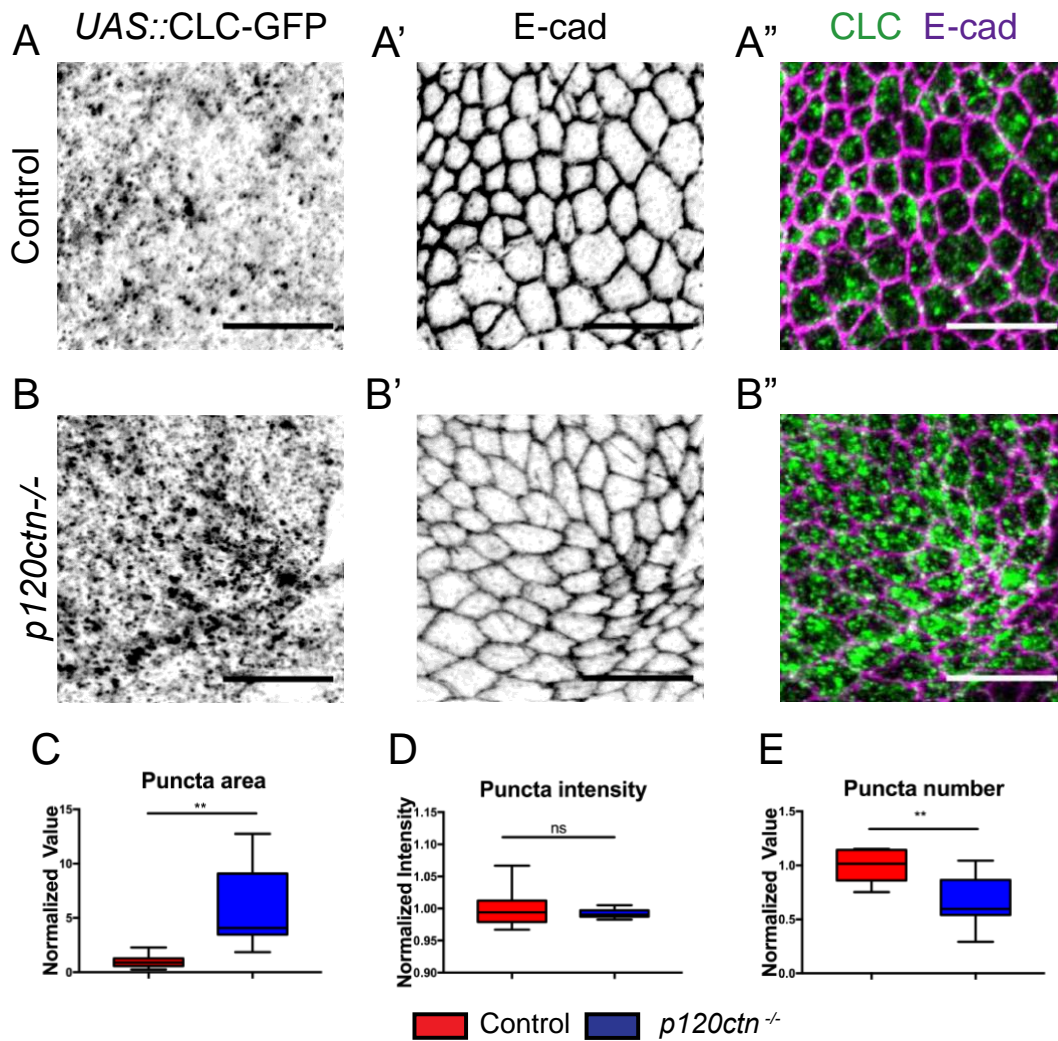 A UAS::CLC-GFP A' E-cad A" CLC E-cad
Control
B B' B"
p120ctn-/-
C D E
Puncta area
15
10
5
0
Normalized Value
**
Puncta intensity
1.15
1.10
1.05
1.00
0.95
0.90
Normalized Intensity
ns
Puncta number
1.5
1.0
0.5
0.0
Normalized Value
**
Control p120ctn -/-